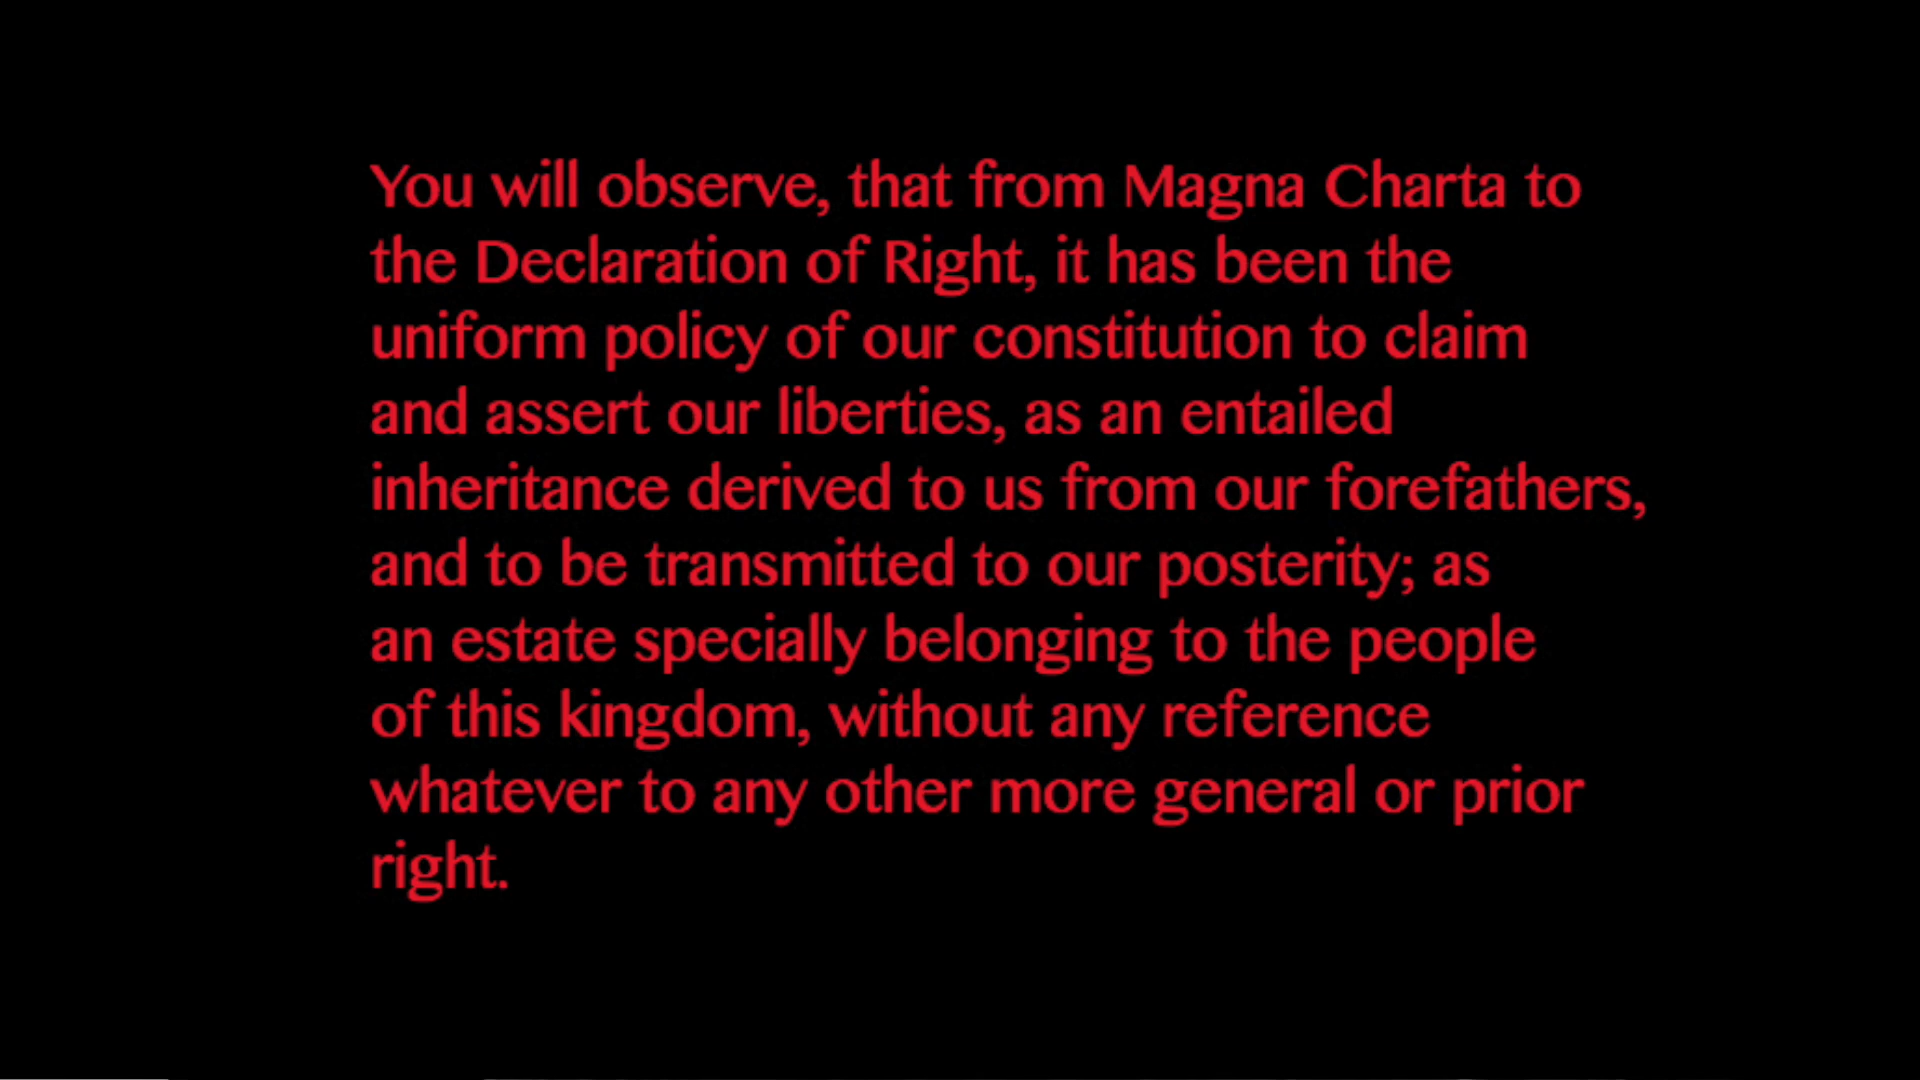 You will observe, that from Magna Charta to
the Declaration of Right, it has been the
uniform policy of our constitution to claim
and assert our liberties, as an entailed
inheritance derived to us from our forefathers,
and to be transmitted to our posterity; as
an estate specially belonging to the people
of this kingdom, without any reference
whatever to any other more general or prior
right.